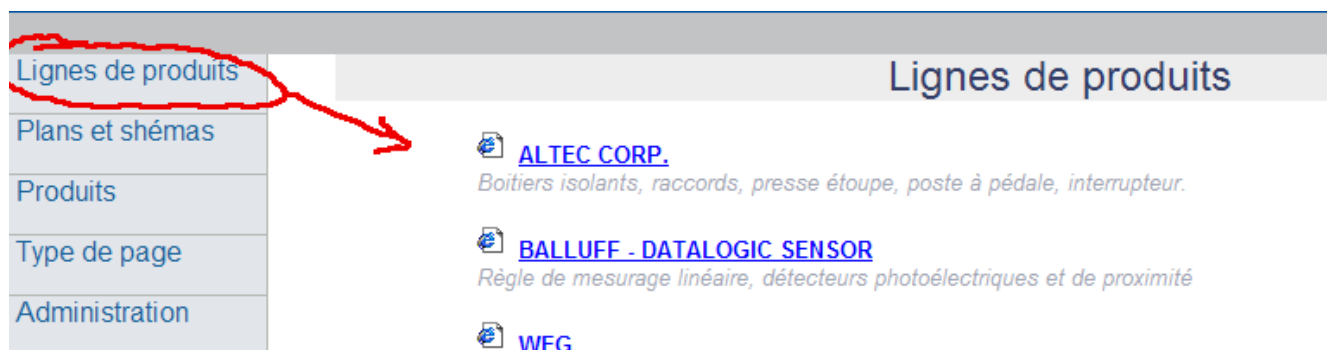 Lignes de produits
Plans et shémas
Produits
Type de page
Administration
Lignes de produits
ALTEC CORP.
Boitiers isolants, raccords, presse étoupe, poste à pédale, interrupteur.
BALLUFF - DATALOGIC SENSOR
Règle de mesurage linéaire, détecteurs photoélectriques et de proximité
WEG